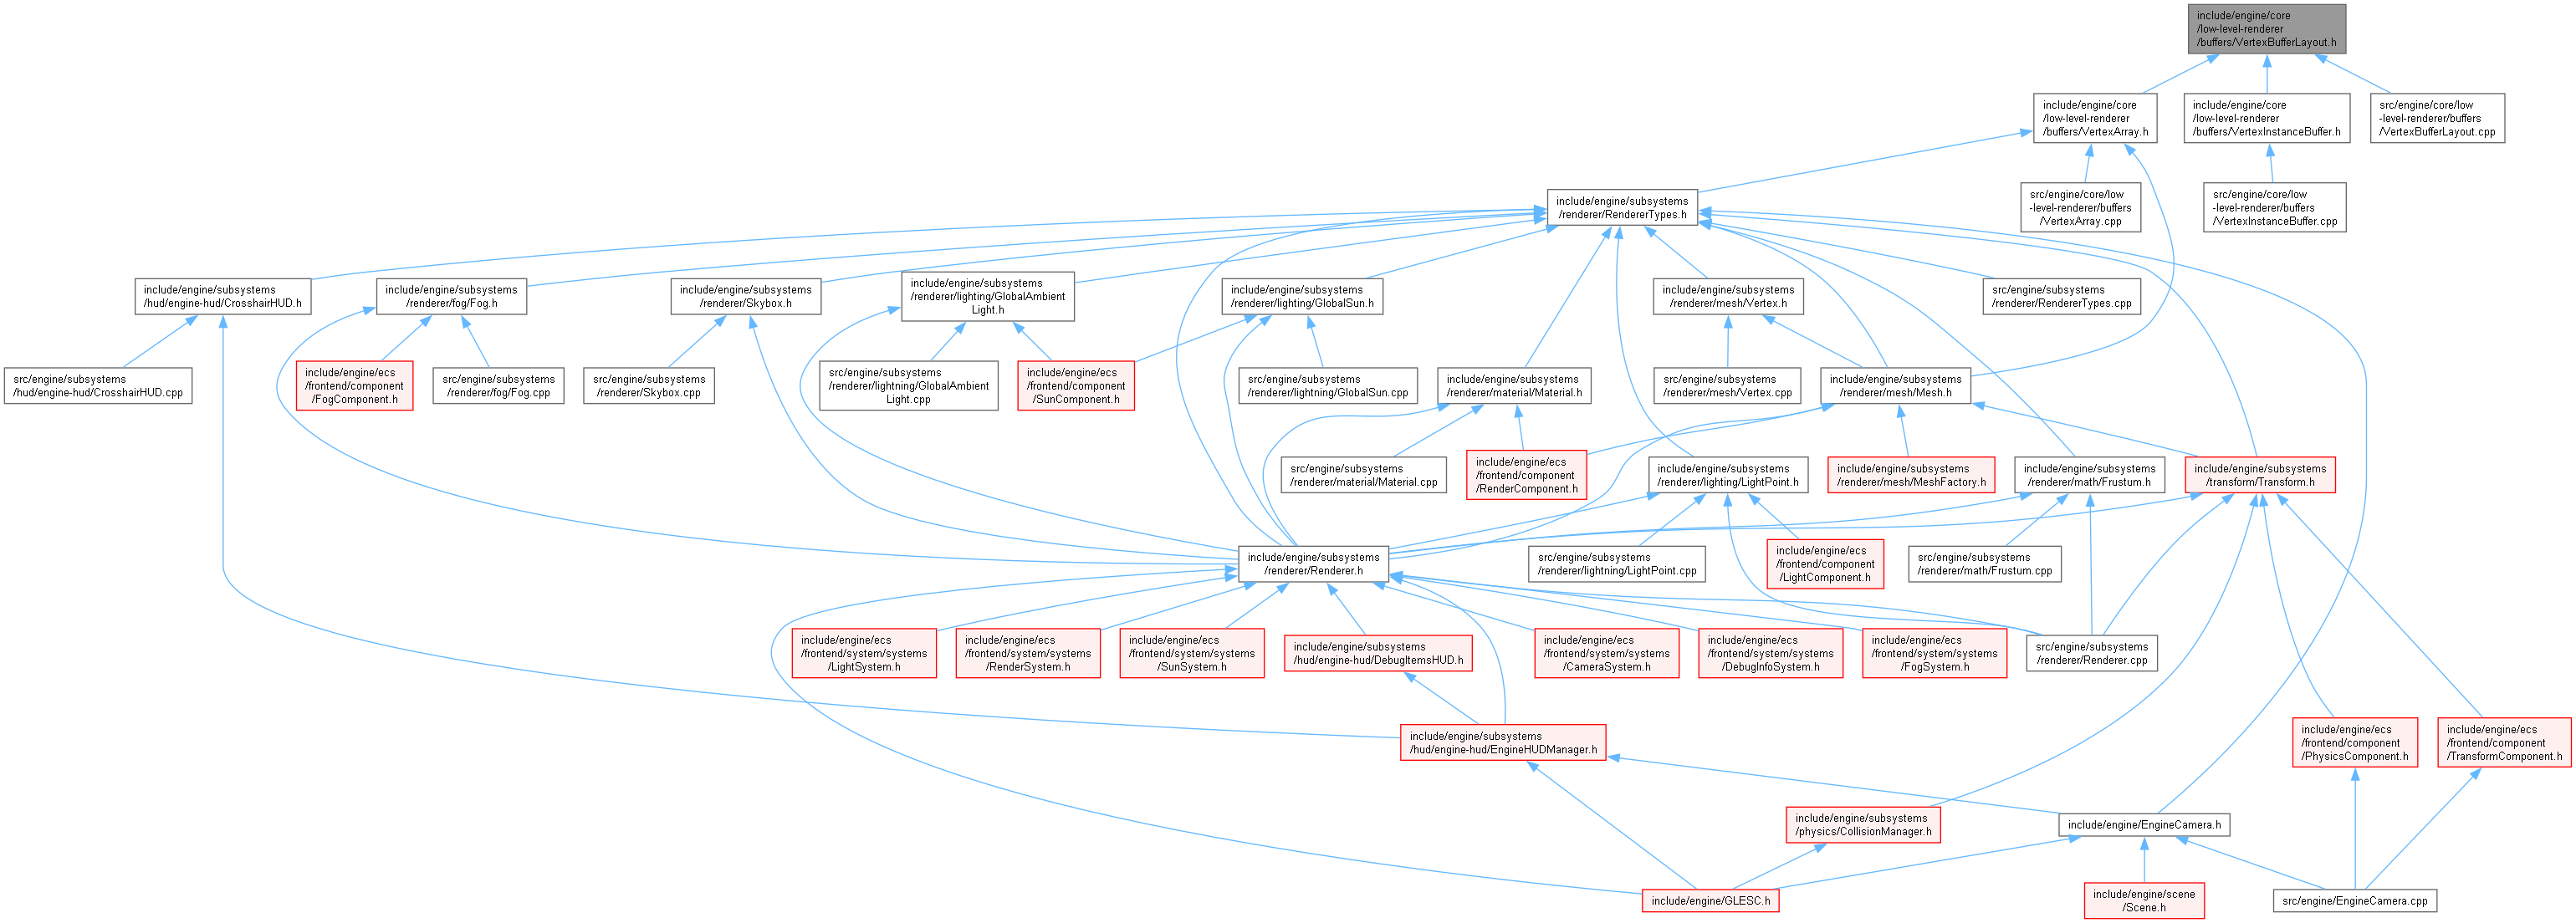 include/engine/core
/low-level-renderer
/buffers/VertexBufferLayout.h
include/engine/core
/low-level-renderer
/buffers/VertexArray.h
include/engine/core
/low-level-renderer
/buffers/VertexInstanceBuffer.h
src/engine/core/low
-level-renderer/buffers
/VertexBufferLayout.cpp
include/engine/subsystems
/renderer/RendererTypes.h
src/engine/core/low
-level-renderer/buffers
/VertexArray.cpp
src/engine/core/low
-level-renderer/buffers
/VertexInstanceBuffer.cpp
include/engine/subsystems
/hud/engine-hud/CrosshairHUD.h
include/engine/subsystems
/renderer/fog/Fog.h
include/engine/subsystems
/renderer/Skybox.h
include/engine/subsystems
/renderer/lighting/GlobalAmbient
Light.h
include/engine/subsystems
/renderer/lighting/GlobalSun.h
include/engine/subsystems
/renderer/mesh/Vertex.h
src/engine/subsystems
/renderer/RendererTypes.cpp
src/engine/subsystems
/hud/engine-hud/CrosshairHUD.cpp
include/engine/ecs
/frontend/component
/FogComponent.h
src/engine/subsystems
/renderer/fog/Fog.cpp
src/engine/subsystems
/renderer/Skybox.cpp
src/engine/subsystems
/renderer/lightning/GlobalAmbient
Light.cpp
include/engine/ecs
/frontend/component
/SunComponent.h
src/engine/subsystems
/renderer/lightning/GlobalSun.cpp
include/engine/subsystems
/renderer/material/Material.h
src/engine/subsystems
/renderer/mesh/Vertex.cpp
include/engine/subsystems
/renderer/mesh/Mesh.h
src/engine/subsystems
/renderer/material/Material.cpp
include/engine/ecs
/frontend/component
/RenderComponent.h
include/engine/subsystems
/renderer/lighting/LightPoint.h
include/engine/subsystems
/renderer/mesh/MeshFactory.h
include/engine/subsystems
/renderer/math/Frustum.h
include/engine/subsystems
/transform/Transform.h
include/engine/subsystems
/renderer/Renderer.h
src/engine/subsystems
/renderer/lightning/LightPoint.cpp
include/engine/ecs
/frontend/component
/LightComponent.h
src/engine/subsystems
/renderer/math/Frustum.cpp
include/engine/ecs
/frontend/system/systems
/LightSystem.h
include/engine/ecs
/frontend/system/systems
/RenderSystem.h
include/engine/ecs
/frontend/system/systems
/SunSystem.h
include/engine/subsystems
/hud/engine-hud/DebugItemsHUD.h
include/engine/ecs
/frontend/system/systems
/CameraSystem.h
include/engine/ecs
/frontend/system/systems
/DebugInfoSystem.h
include/engine/ecs
/frontend/system/systems
/FogSystem.h
src/engine/subsystems
/renderer/Renderer.cpp
include/engine/subsystems
/hud/engine-hud/EngineHUDManager.h
include/engine/ecs
/frontend/component
/PhysicsComponent.h
include/engine/ecs
/frontend/component
/TransformComponent.h
include/engine/subsystems
/physics/CollisionManager.h
include/engine/EngineCamera.h
include/engine/GLESC.h
include/engine/scene
/Scene.h
src/engine/EngineCamera.cpp